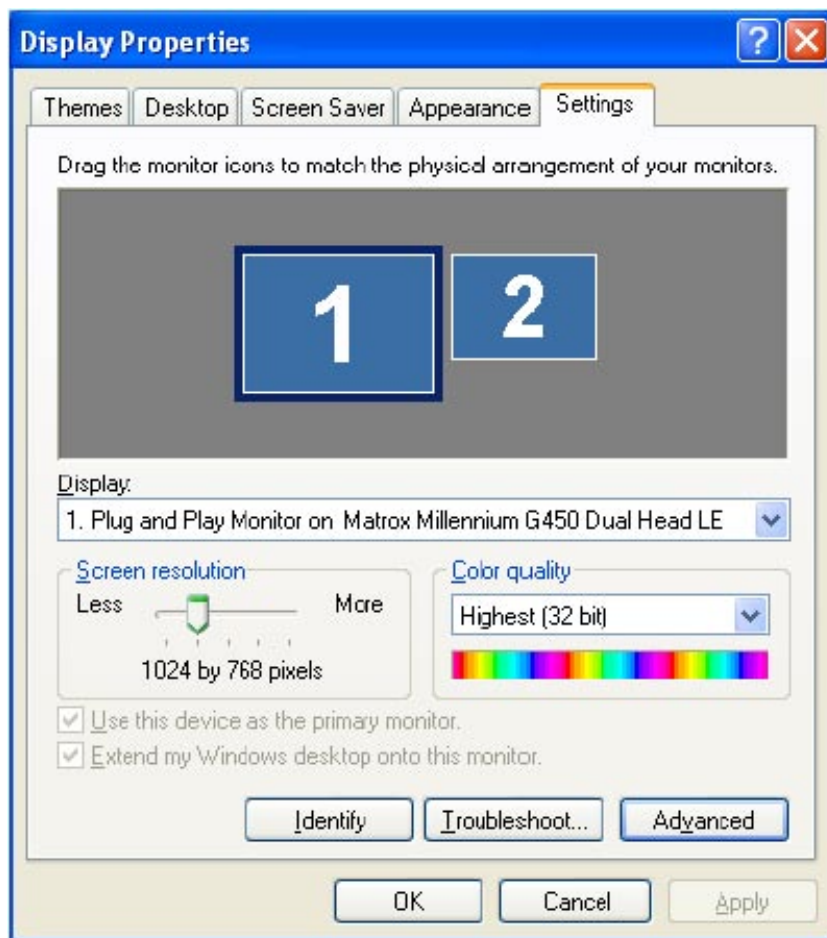 Display Properties
Themes Desktop Screen Saver Appearance Settings
Drag the monitor icons to match the physical arrangement of your monitors.
1 2
Display:
1. Plug and Play Monitor on Matrox Millennium G450 Dual Head LE
Screen resolution Color quality
Less More Highest (32 bit)
1024 by 768 pixels
Use this device as the primary monitor.
Extend my Windows desktop onto this monitor.
Identify Troubleshoot... Advanced
OK Cancel Apply